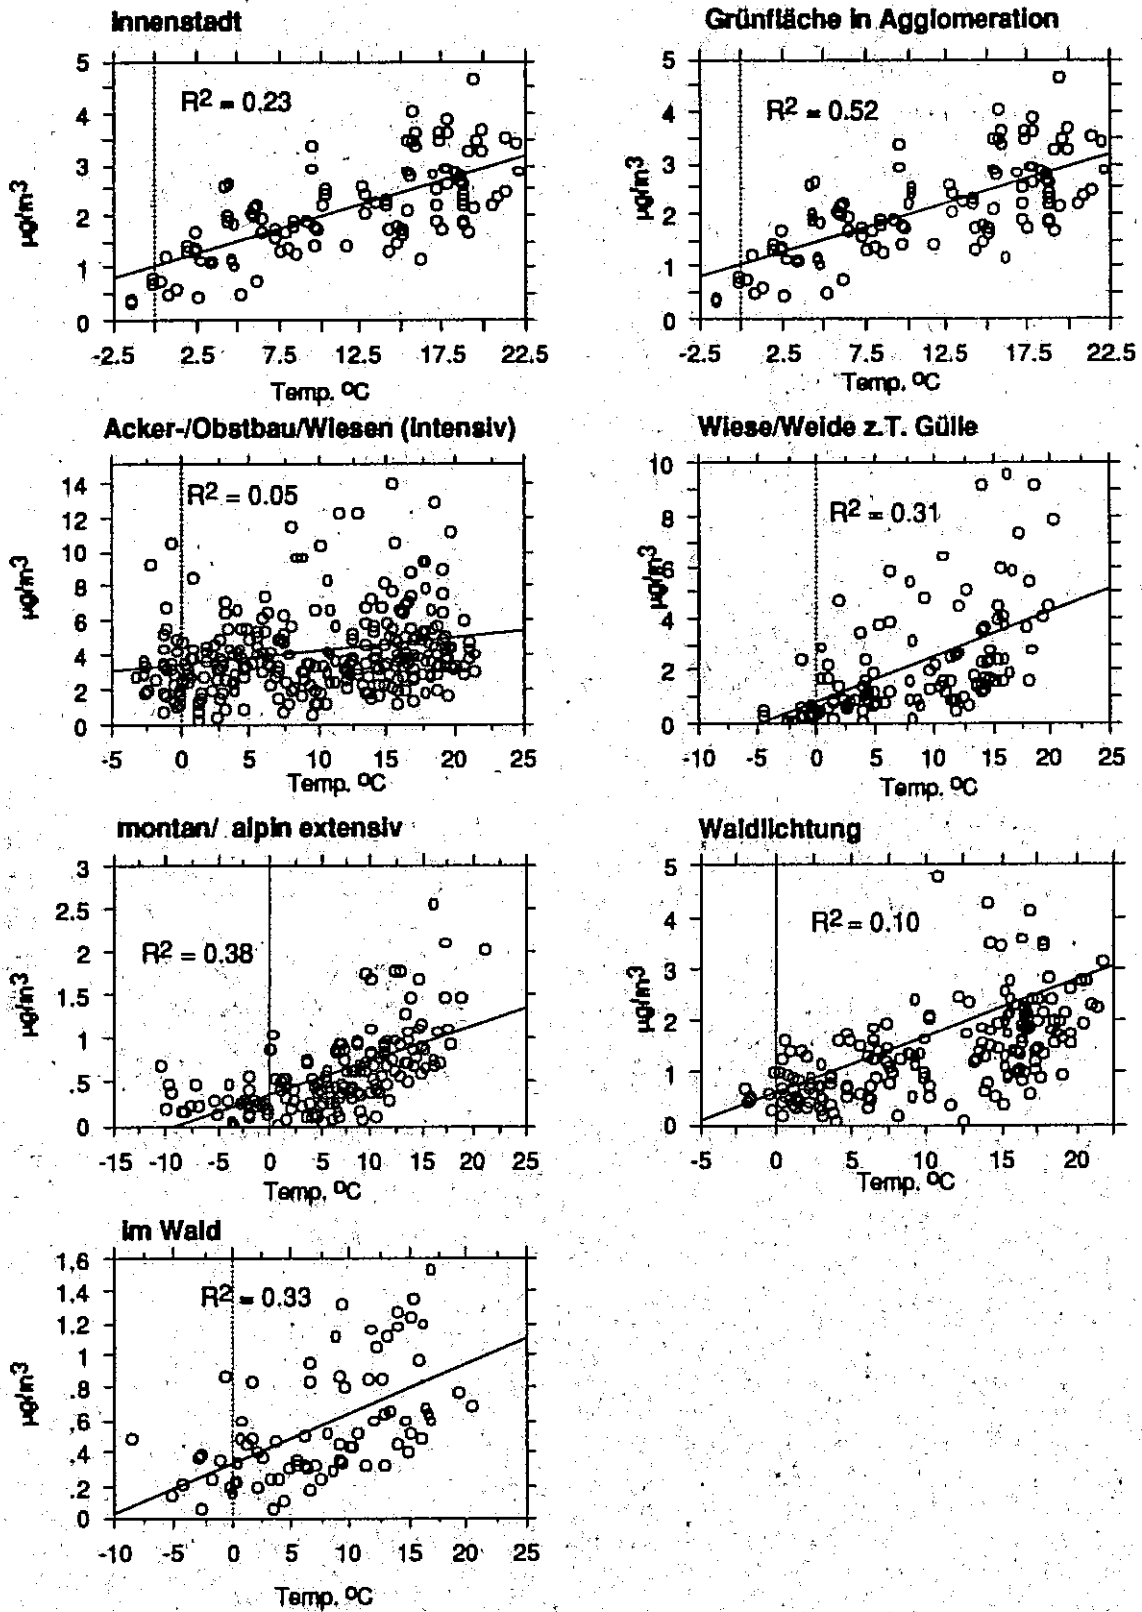 Innenstadt
R² = 0.23
µg/m³
5
4
3
2
1
0
-2.5 2.5 7.5 12.5 17.5 22.5
Temp. ºC
Grünfläche in Agglomeration
R² = 0.52
µg/m³
5
4
3
2
1
0
-2.5 2.5 7.5 12.5 17.5 22.5
Temp. ºC
Acker-/Obstbau/Wiesen (intensiv)
R² = 0.05
µg/m³
14
12
10
8
6
4
2
0
-5 0 5 10 15 20 25
Temp. ºC
Wiese/Weide z.T. Gülle
R² = 0.31
µg/m³
10
8
6
4
2
0
-10 -5 0 5 10 15 20 25
Temp. ºC
montan/ alpin extensiv
R² = 0.38
µg/m³
3
2.5
2
1.5
1
.5
0
-15 -10 -5 0 5 10 15 20 25
Temp. ºC
Waldlichtung
R² = 0.10
µg/m³
5
4
3
2
1
0
-5 0 5 10 15 20
Temp. ºC
im Wald
R² = 0.33
µg/m³
1,6
1.4
1.2
1
.8
.6
.4
.2
0
-10 -5 0 5 10 15 20 25
Temp. ºC